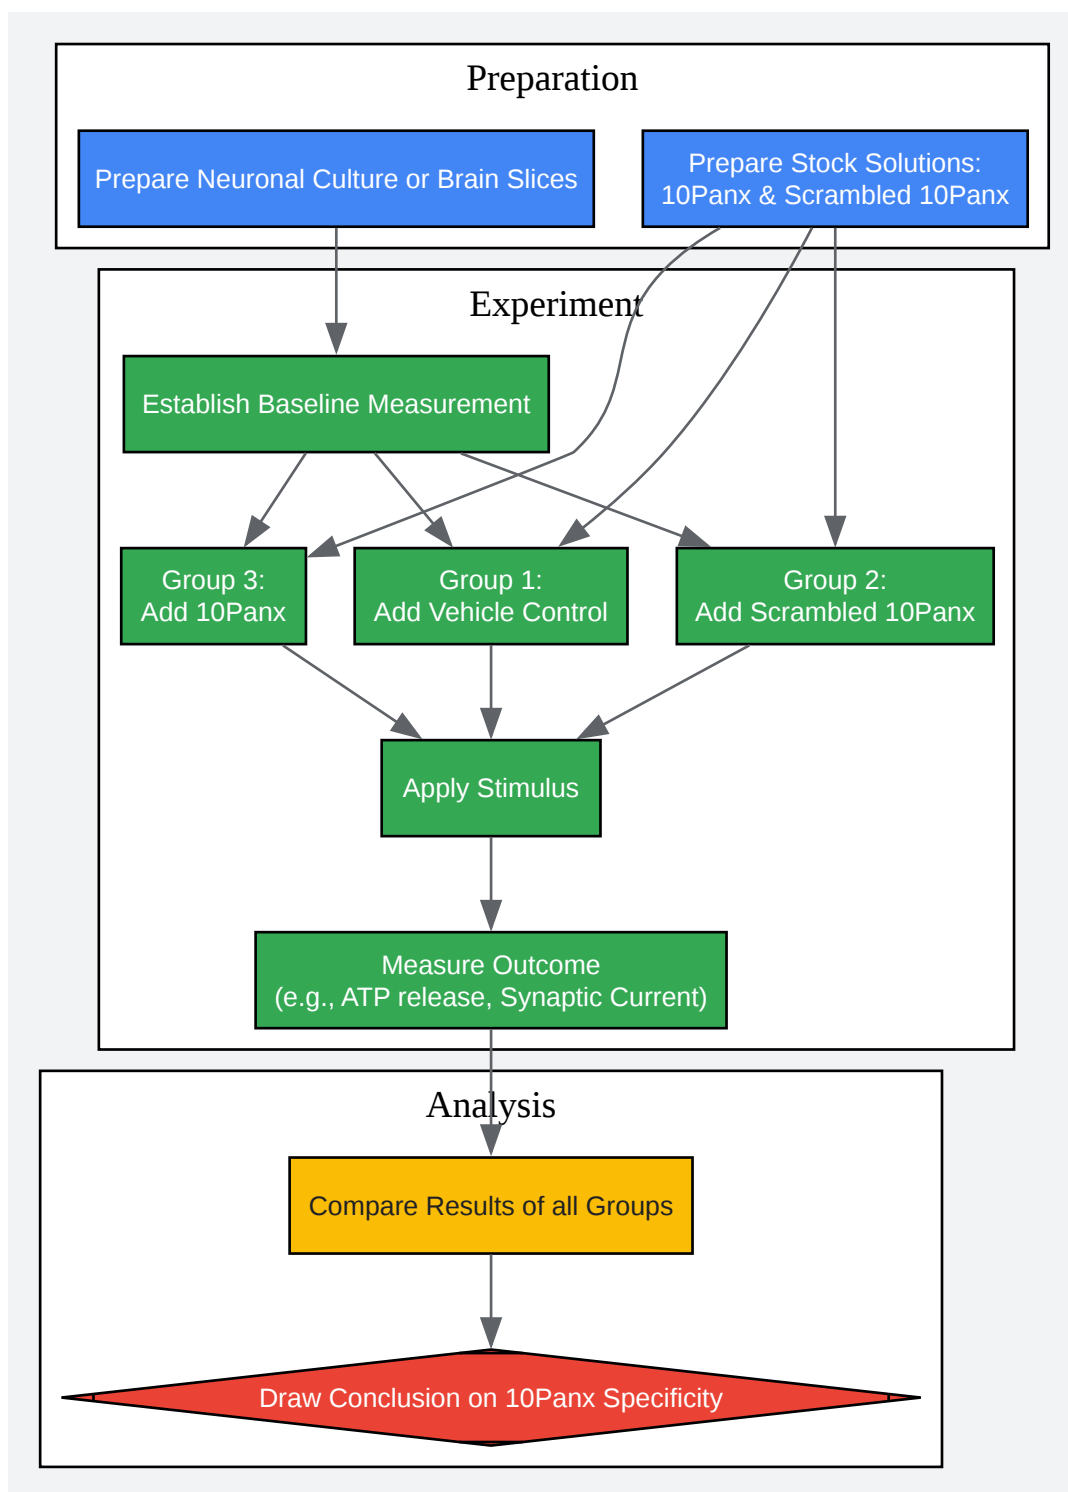 Preparation
Prepare Neuronal Culture or Brain Slices
Prepare Stock Solutions:
10Panx & Scrambled 10Panx
Experiment
Establish Baseline Measurement
Group 3:
Add 10Panx
Group 1:
Add Vehicle Control
Group 2:
Add Scrambled 10Panx
Apply Stimulus
Measure Outcome
(e.g., ATP release, Synaptic Current)
Analysis
Compare Results of all Groups
Draw Conclusion on 10Panx Specificity